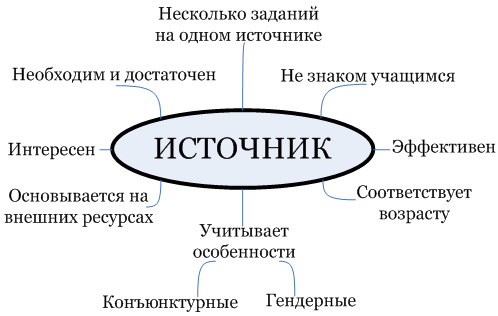 Несколько заданий
на одном источнике
Необходим и достаточен
Не знаком учащимся
Интересен
ИСТОЧНИК
Эффективен
Основывается на
внешних ресурсах
Соответствует
возрасту
Учитывает
особенности
Конъюнктурные
Гендерные